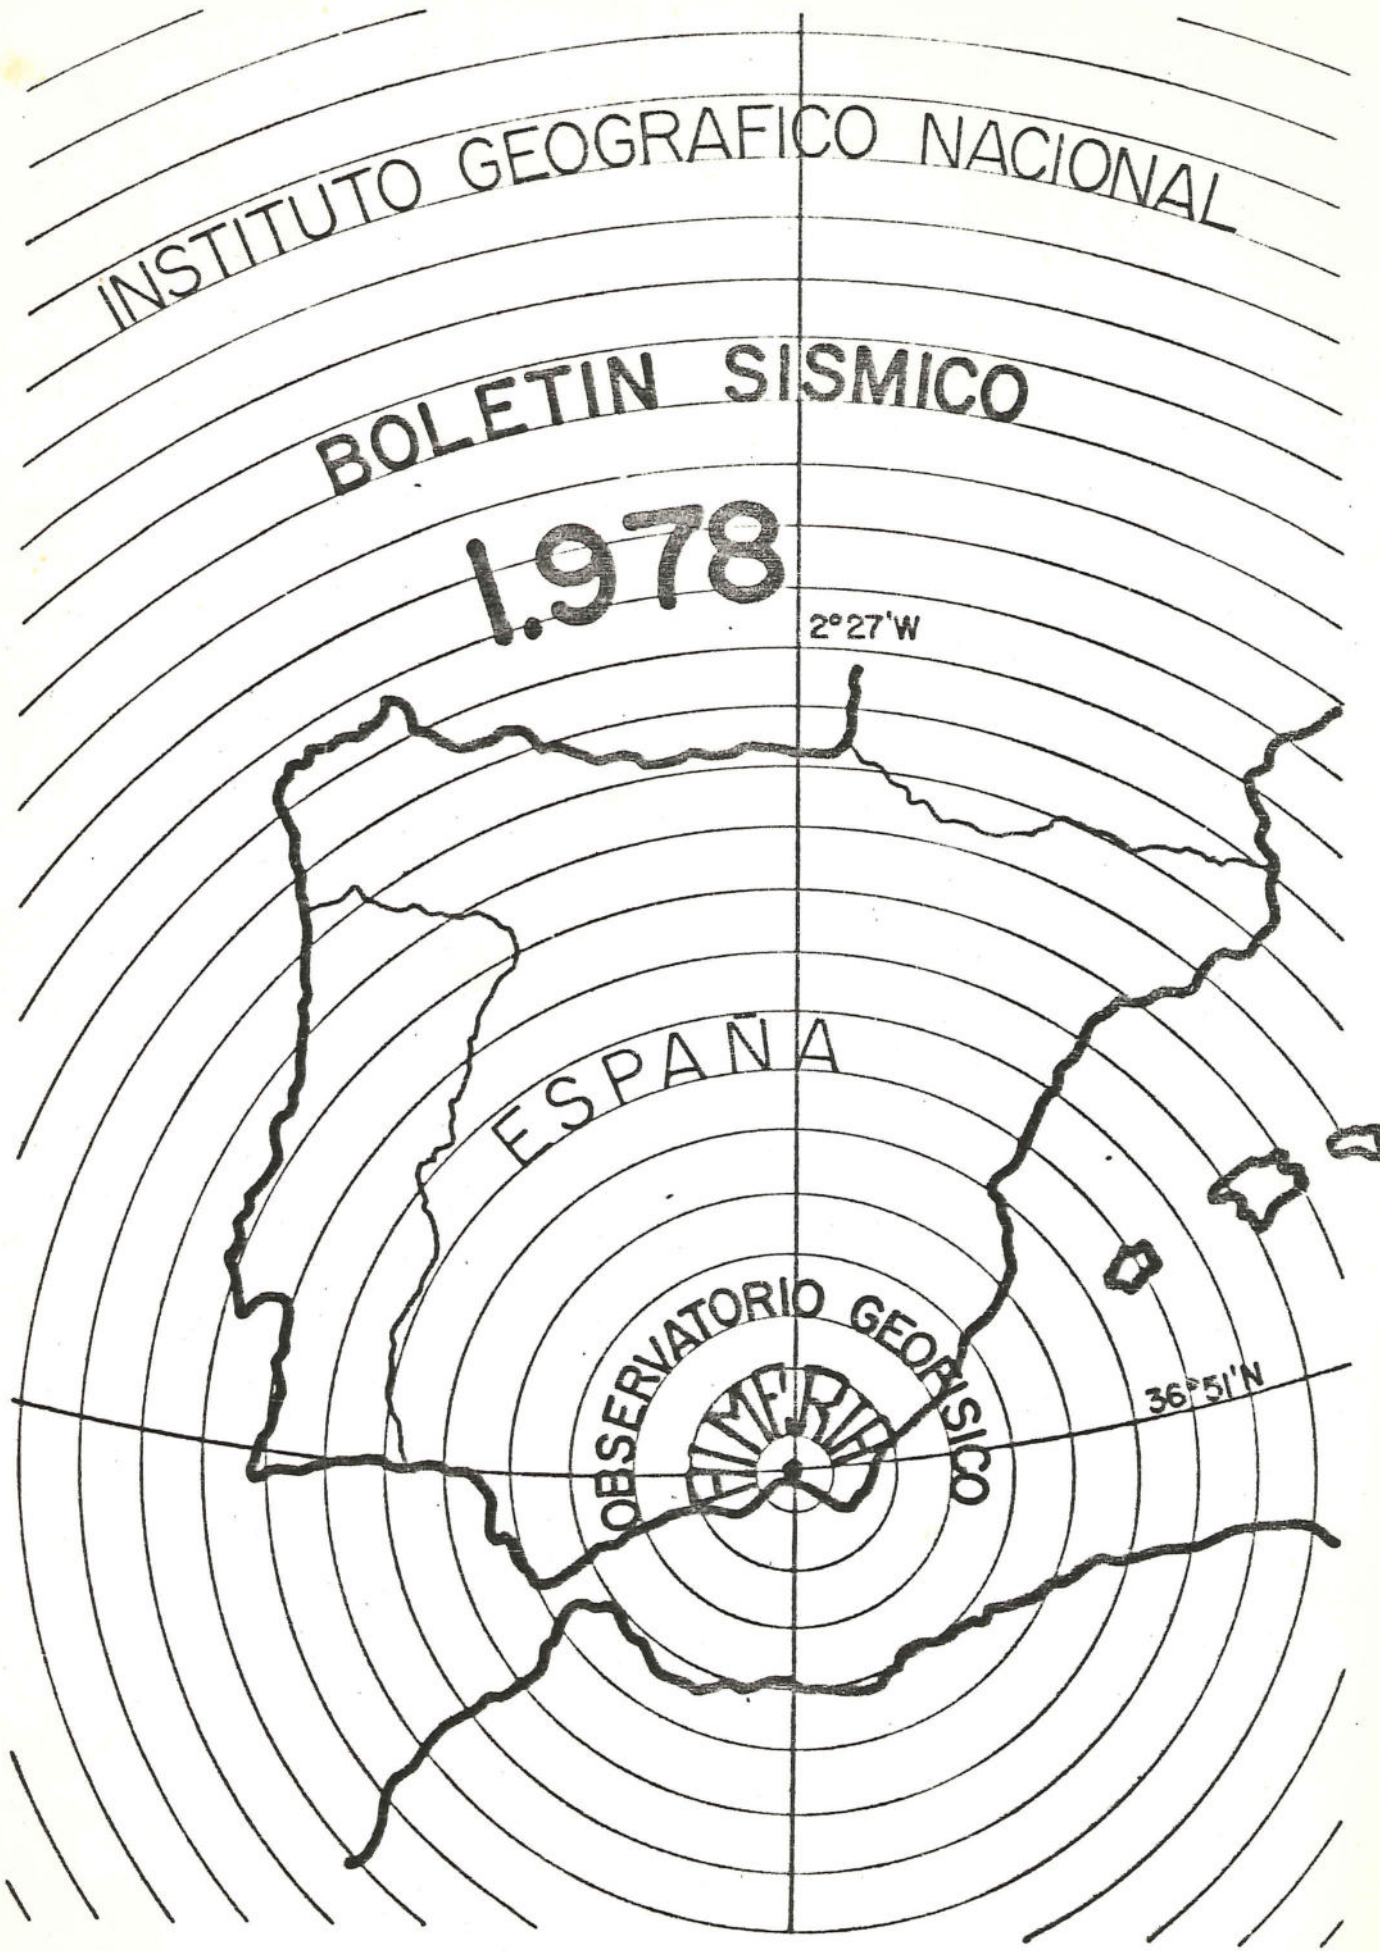 INSTITUTO GEOGRAFICO NACIONAL
BOLETIN SISMICO
1.978
2°27'W
ESPAÑA
OBSERVATORIO GEOFISICO
ALMERIA
36°51'N